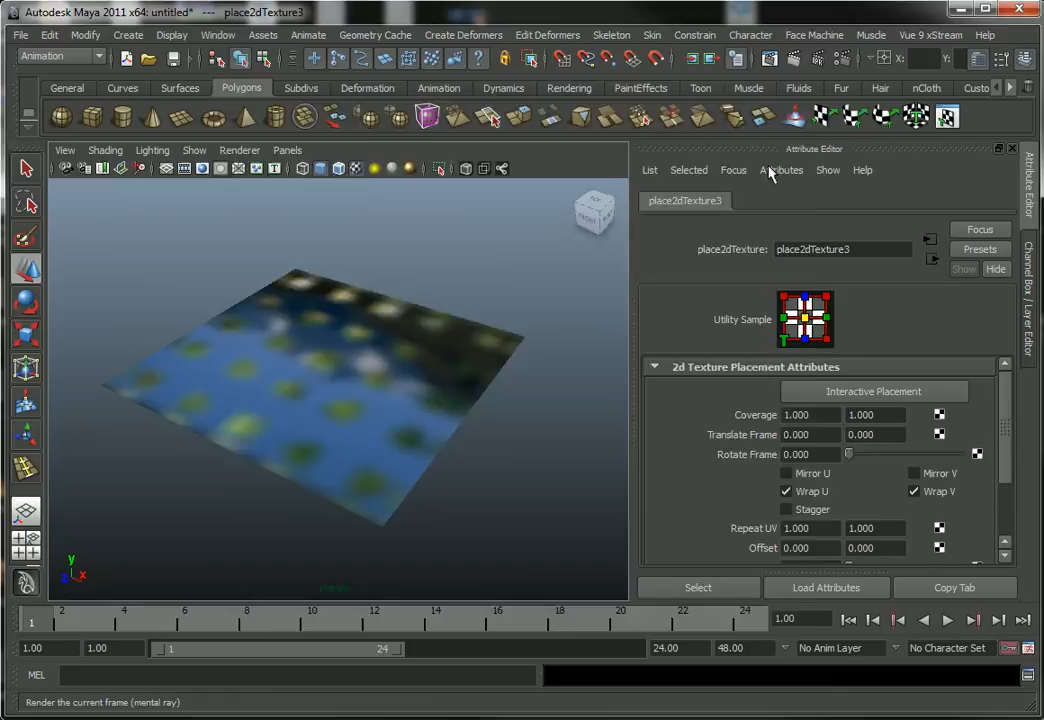 Autodesk Maya 2011 x64: untitled* --- place2dTexture3
File Edit Modify Create Display Window Assets Animate Geometry Cache Create Deformers Edit Deformers Skeleton Skin Constrain Character Face Machine Muscle Vue 9 xStream Help
Animation X: Y:
General Curves Surfaces Polygons Subdivs Deformation Animation Dynamics Rendering PaintEffects Toon Muscle Fluids Fur Hair nCloth Custo
View Shading Lighting Show Renderer Panels
Attribute Editor
List Selected Focus Attributes Show Help
place2dTexture3
Focus
place2dTexture: place2dTexture3
Presets
Show Hide
Utility Sample
T
2d Texture Placement Attributes
Interactive Placement
Coverage 1.000 1.000
Translate Frame 0.000 0.000
Rotate Frame 0.000
Mirror U Mirror V
Wrap U Wrap V
Stagger
Repeat UV 1.000 1.000
Offset 0.000 0.000
Select Load Attributes Copy Tab
Attribute Editor
Channel Box / Layer Editor
TOP
FRONT
y
z x
persp
1 2 4 6 8 10 12 14 16 18 20 22 24 1.00
1.00 1.00 1 24 24.00 48.00 No Anim Layer No Character Set
MEL
Render the current frame (mental ray)